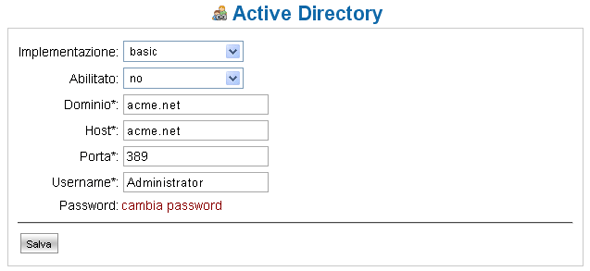 Active Directory
Implementazione: basic
Abilitato: no
Dominio*: acme.net
Host*: acme.net
Porta*: 389
Username*: Administrator
Password: cambia password
Salva